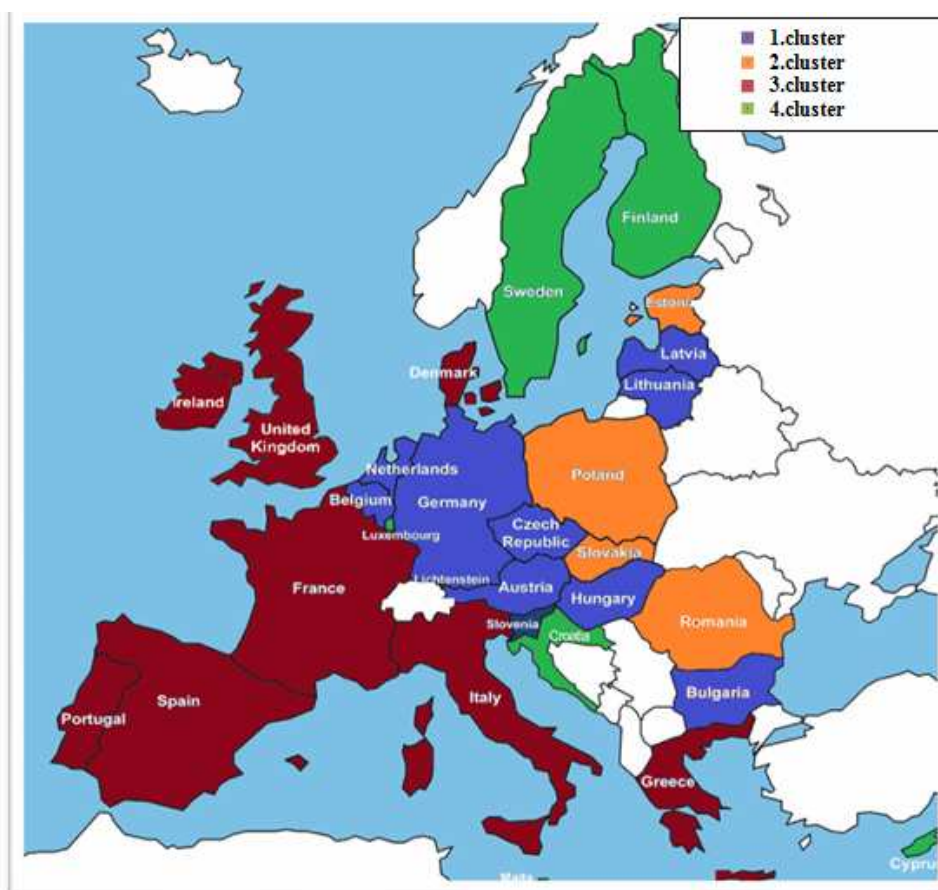 1.cluster
2.cluster
3.cluster
4.cluster
Finland
Sweden
Estonia
Latvia
Lithuania
Denmark
Ireland
United
Kingdom
Netherlands
Belgium
Germany
Poland
Luxembourg
Czech
Republic
Slovakia
Lichtenstein
Austria
Hungary
France
Slovenia
Croatia
Romania
Bulgaria
Italy
Spain
Portugal
Greece
Malta
Cypru